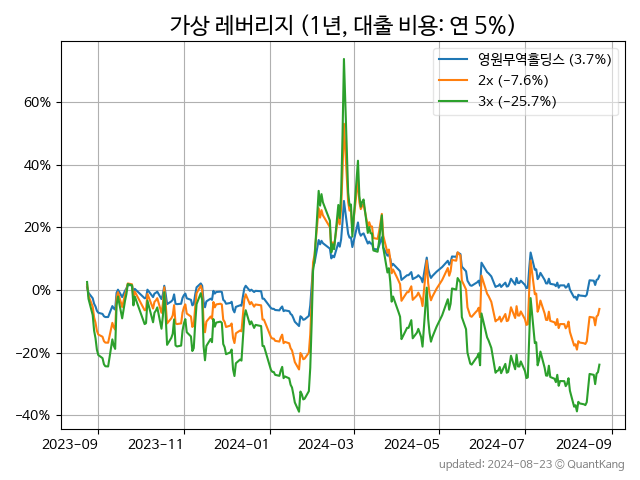 가상 레버리지 (1년, 대출 비용: 연 5%)
영원무역홀딩스 (3.7%)
2x (−7.6%)
3x (−25.7%)
60%
40%
20%
0%
−20%
−40%
2023-09
2023-11
2024-01
2024-03
2024-05
2024-07
2024-09
updated: 2024-08-23 © QuantKang